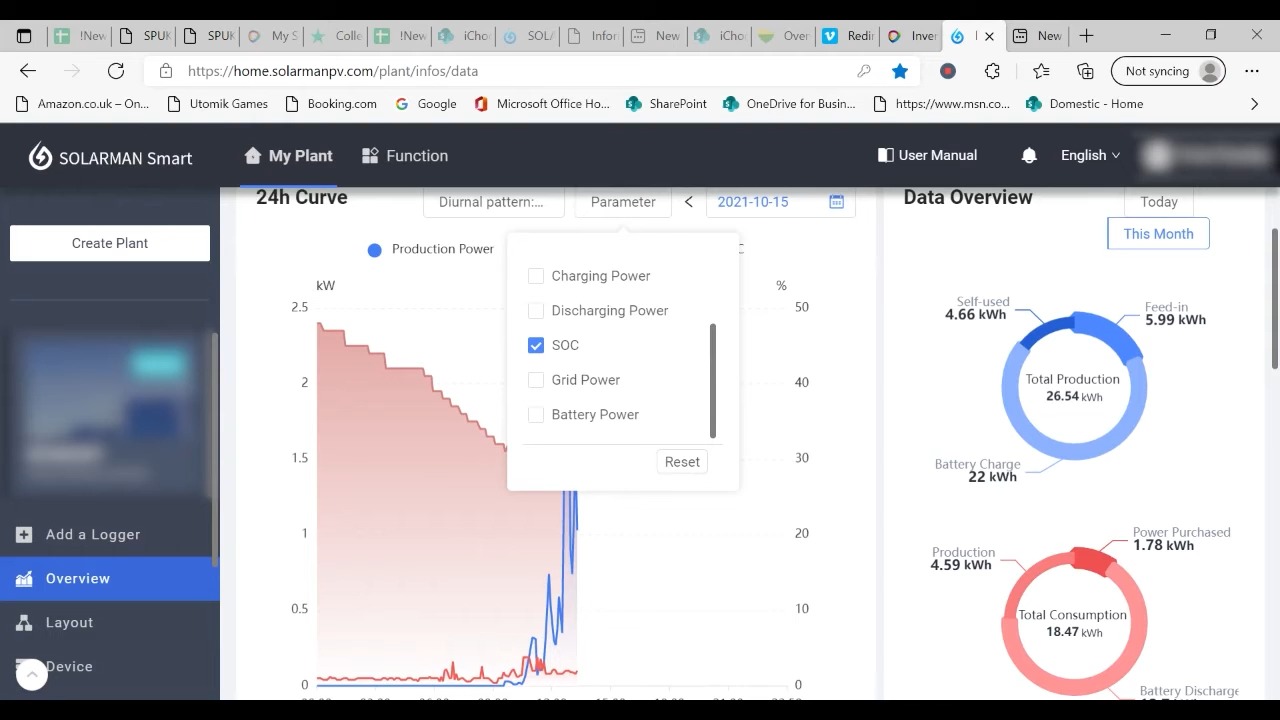 !New
SPUK
SPUK
My S
Colle
!New
iCho
SOL
Infor
New
iCho
Over
Redir
Inver
New
https://home.solarmanpv.com/plant/infos/data
Not syncing
Amazon.co.uk – On...
Utomik Games
Booking.com
Google
Microsoft Office Ho...
SharePoint
OneDrive for Busin...
https://www.msn.co...
Domestic - Home
SOLARMAN Smart
My Plant
Function
User Manual
English
Create Plant
Add a Logger
Overview
Layout
Device
24h Curve
Diurnal pattern:...
Parameter
2021-10-15
Production Power
C
Charging Power
Discharging Power
SOC
Grid Power
Battery Power
Reset
kW
2.5
2
1.5
1
0.5
0
%
50
40
30
20
10
0
Data Overview
Today
This Month
Self-used
4.66 kWh
Feed-in
5.99 kWh
Total Production
26.54 kWh
Battery Charge
22 kWh
Power Purchased
1.78 kWh
Production
4.59 kWh
Total Consumption
18.47 kWh
Battery Discharge